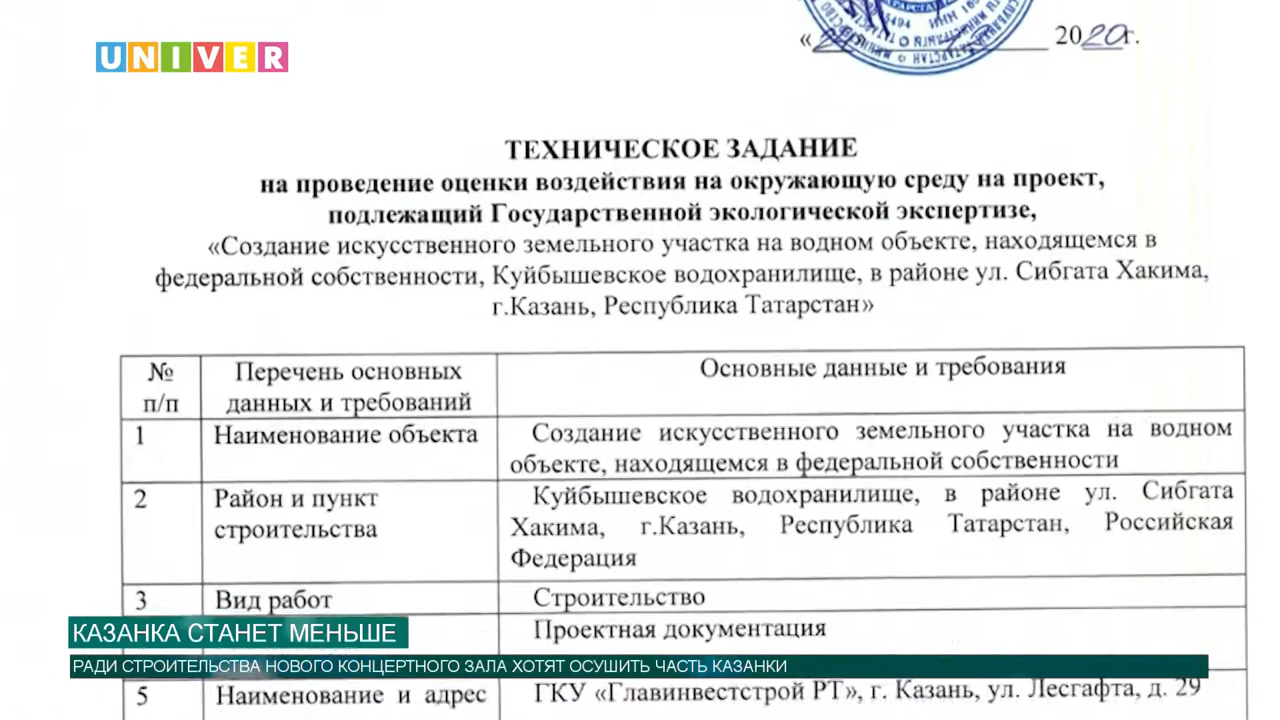 UNIVER
« » 2020г.
ТЕХНИЧЕСКОЕ ЗАДАНИЕ
на проведение оценки воздействия на окружающую среду на проект,
подлежащий Государственной экологической экспертизе,
«Создание искусственного земельного участка на водном объекте, находящемся в
федеральной собственности, Куйбышевское водохранилище, в районе ул. Сибгата Хакима,
г.Казань, Республика Татарстан»
№ п/п
Перечень основных
данных и требований
Основные данные и требования
1
Наименование объекта
Создание искусственного земельного участка на водном
объекте, находящемся в федеральной собственности
2
Район и пункт
строительства
Куйбышевское водохранилище, в районе ул. Сибгата
Хакима, г.Казань, Республика Татарстан, Российская
Федерация
3
Вид работ
Строительство
Проектная документация
КАЗАНКА СТАНЕТ МЕНЬШЕ
РАДИ СТРОИТЕЛЬСТВА НОВОГО КОНЦЕРТНОГО ЗАЛА ХОТЯТ ОСУШИТЬ ЧАСТЬ КАЗАНКИ
5
Наименование и адрес
ГКУ «Главинвестстрой РТ», г. Казань, ул. Лесгафта, д. 29